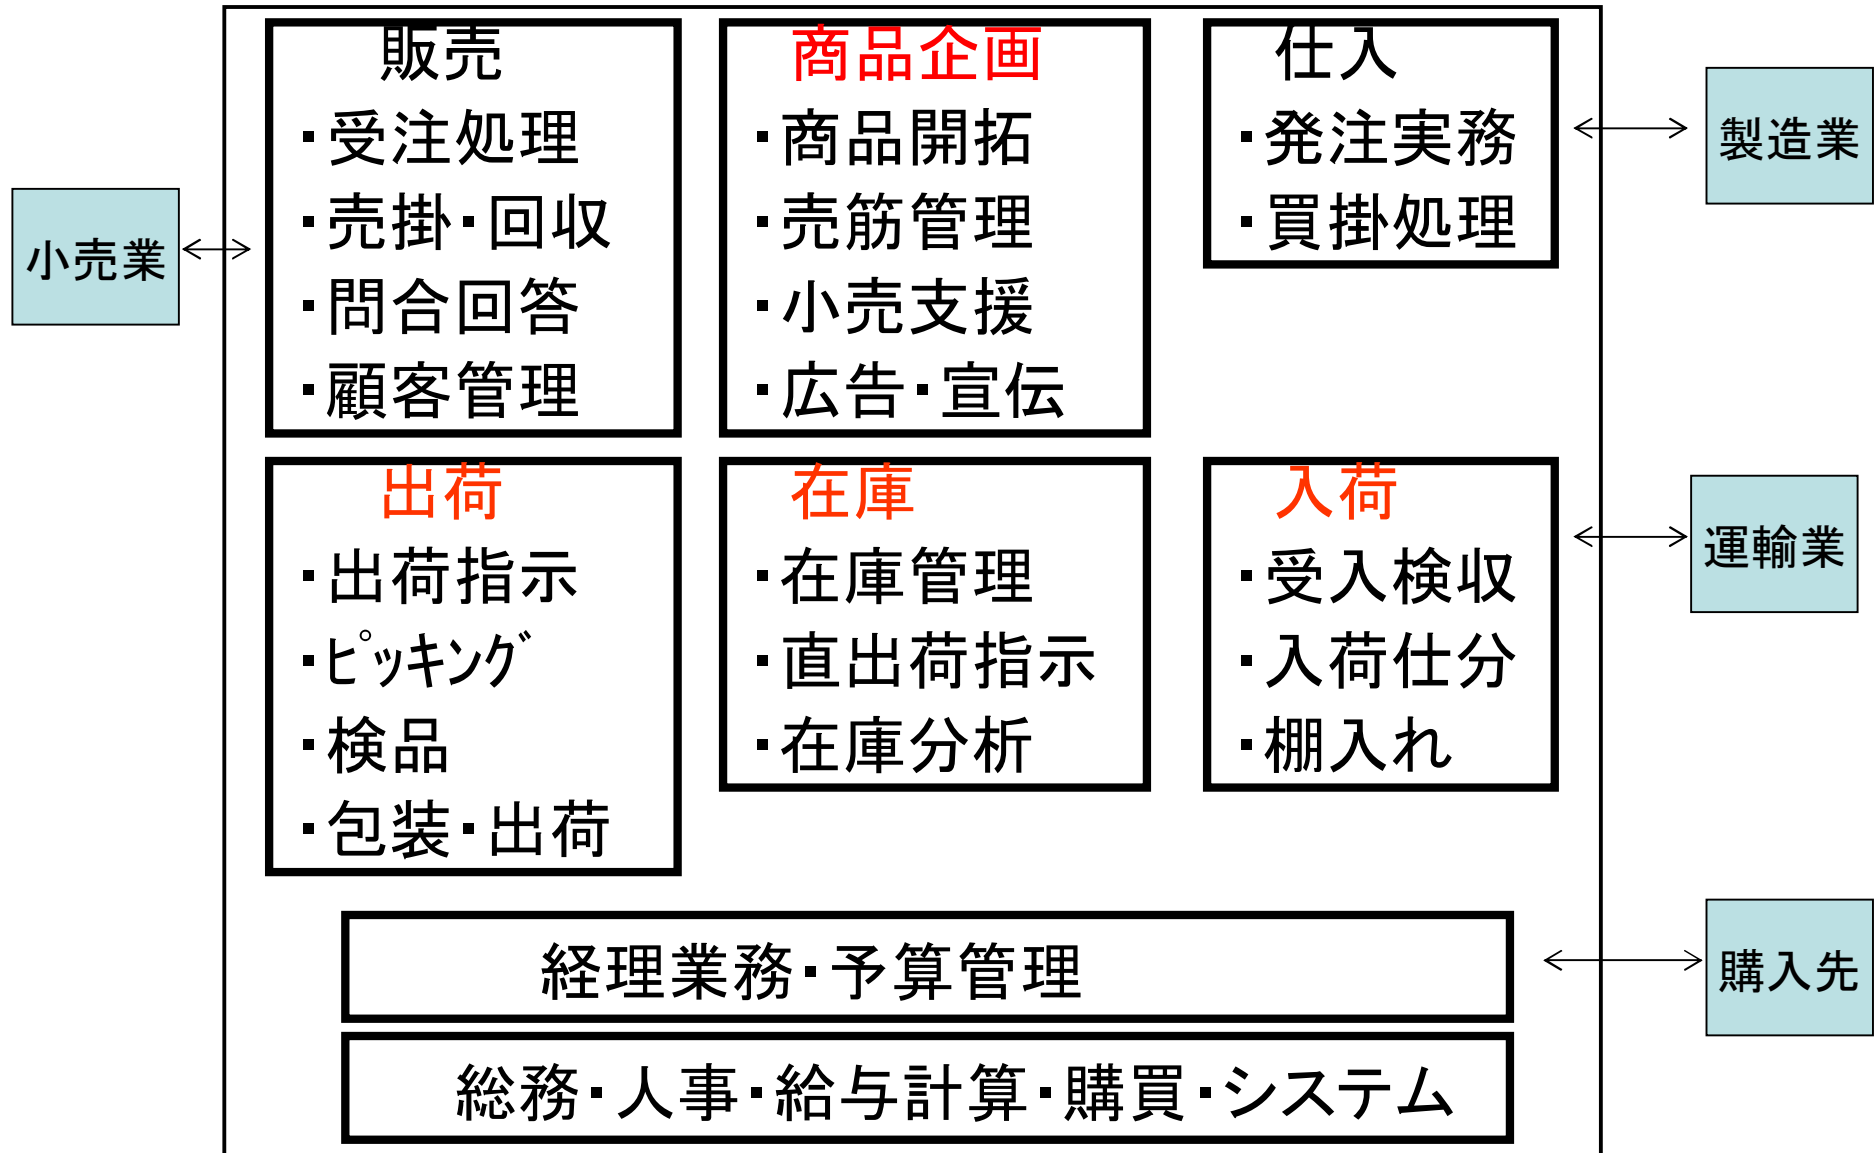 販売
・受注処理
・売掛・回収
・問合回答
・顧客管理
商品企画
・商品開拓
・売筋管理
・小売支援
・広告・宣伝
仕入
・発注実務
・買掛処理
製造業
小売業
出荷
・出荷指示
・ﾋﾟｯｷﾝｸﾞ
・検品
・包装・出荷
在庫
・在庫管理
・直出荷指示
・在庫分析
入荷
・受入検収
・入荷仕分
・棚入れ
運輸業
経理業務・予算管理
購入先
総務・人事・給与計算・購買・システム